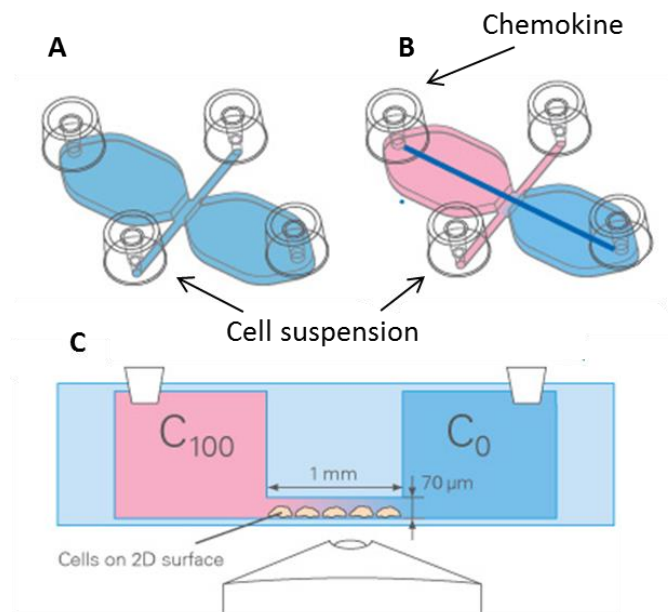 Chemokine
A
B
Cell suspension
C
C100
C0
1 mm
70 µm
Cells on 2D surface